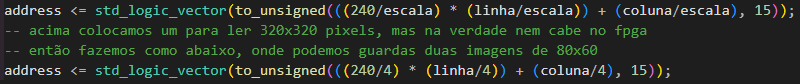 address <= std_logic_vector(to_unsigned(((240/escala) * (linha/escala)) + (coluna/escala), 15));
-- acima colocamos um para ler 320x320 pixels, mas na verdade nem cabe no fpga
-- então fazemos como abaixo, onde podemos guardas duas imagens de 80x60
address <= std_logic_vector(to_unsigned(((240/4) * (linha/4)) + (coluna/4), 15));